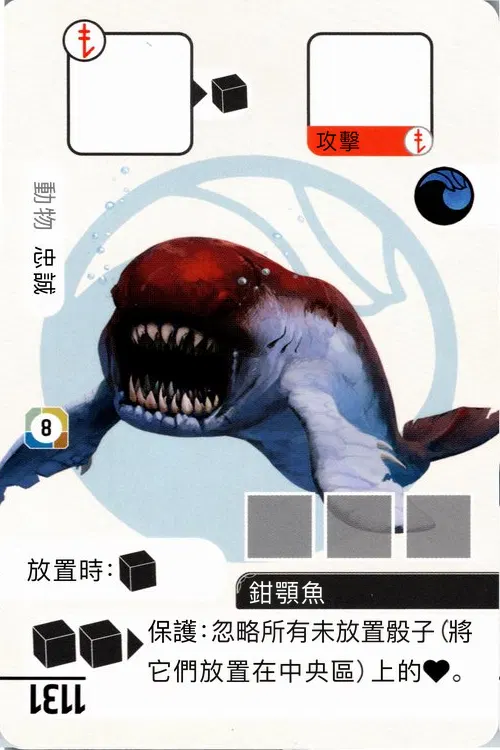 攻擊
動物 忠誠
8
放置時:
鉗顎魚
保護:忽略所有未放置骰子(將
它們放置在中央區)上的♥。
1131